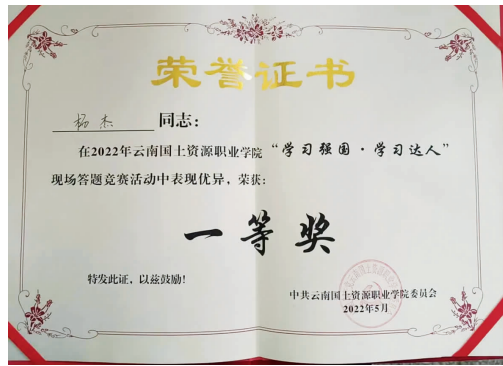 荣誉证书
杨杰 同志：
在2022年云南国土资源职业学院“学习强国·学习达人”
现场答题竞赛活动中表现优异，荣获：
一等奖
特发此证，以兹鼓励！
中共云南国土资源职业学院委员会
2022年5月